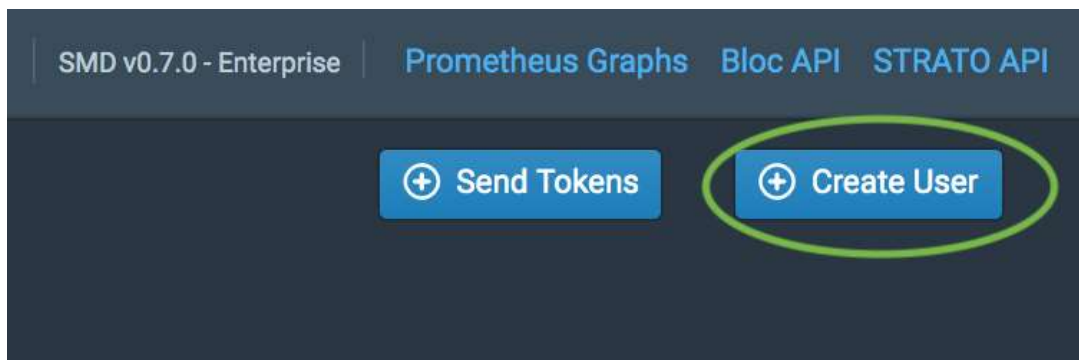 SMD v0.7.0 - Enterprise Prometheus Graphs Bloc API STRATO API
Send Tokens Create User